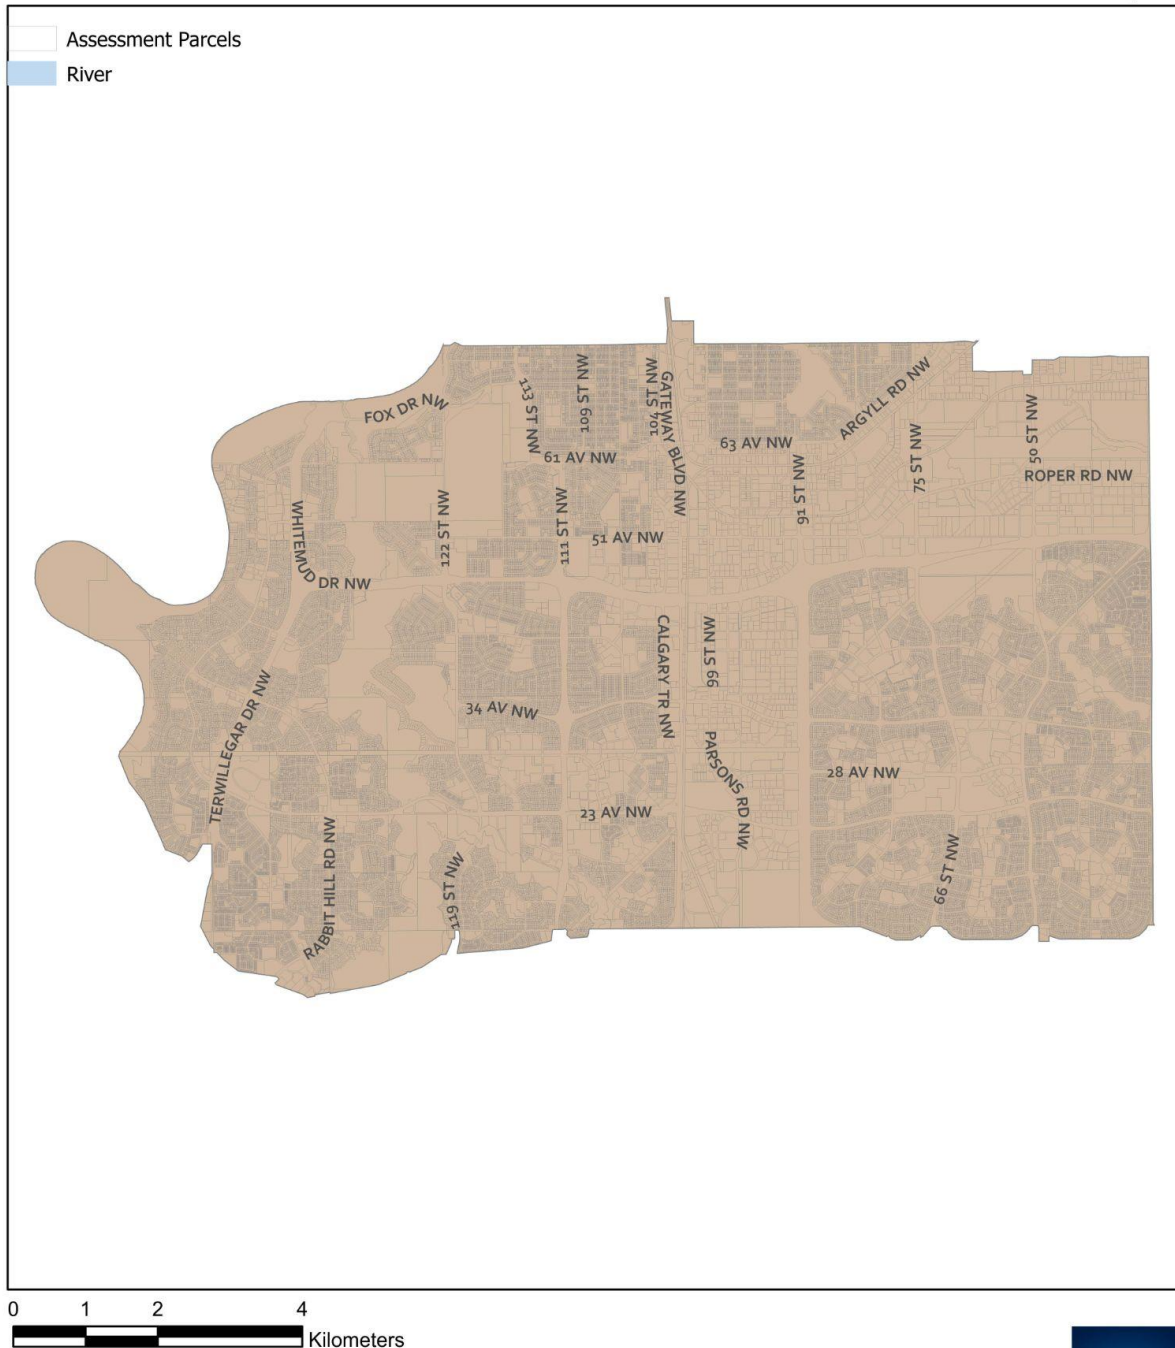 Assessment Parcels
River
FOX DR NW
113 ST NW
109 ST NW
104 ST NW
GATEWAY BLVD NW
63 AV NW
ARGYLL RD NW
50 ST NW
61 AV NW
75 ST NW
91 ST NW
ROPER RD NW
WHITEMUD DR NW
122 ST NW
111 ST NW
51 AV NW
CALGARY TR NW
99 ST NW
34 AV NW
TERWILLEGAR DR NW
PARSONS RD NW
28 AV NW
23 AV NW
RABBIT HILL RD NW
119 ST NW
66 ST NW
0 1 2 4
Kilometers